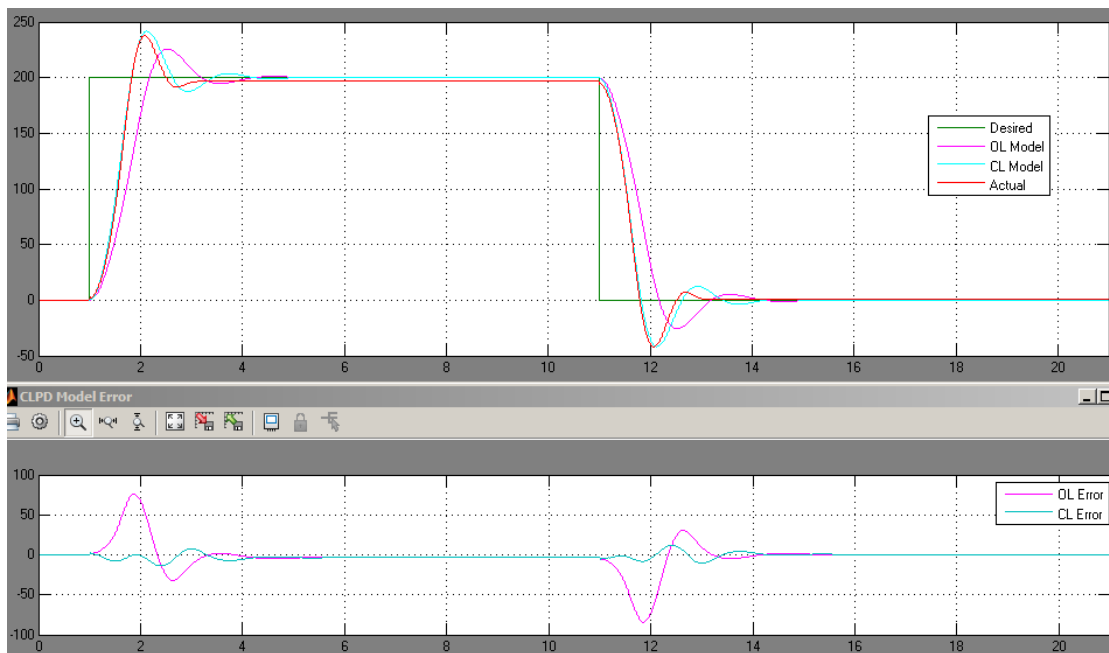 250
200
150
100
50
0
-50
0 2 4 6 8 10 12 14 16 18 20
Desired
OL Model
CL Model
Actual
CLPD Model Error
100
50
0
-50
-100
0 2 4 6 8 10 12 14 16 18 20
OL Error
CL Error